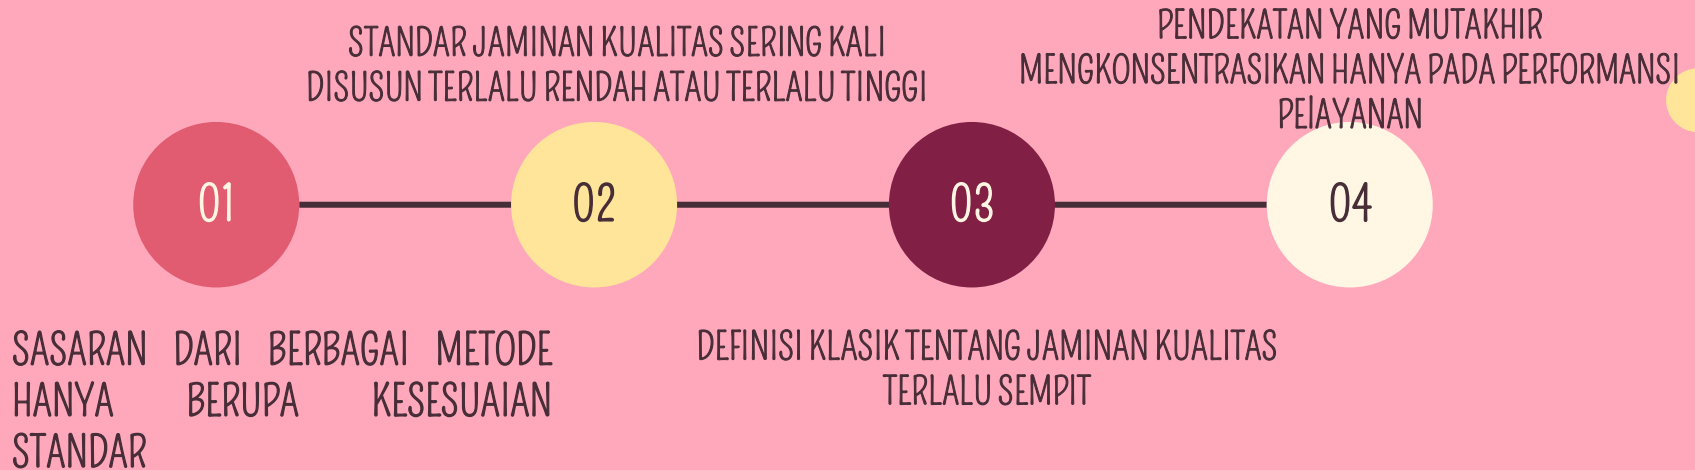 01
SASARAN DARI BERBAGAI METODE
HANYA BERUPA KESESUAIAN
STANDAR
STANDAR JAMINAN KUALITAS SERING KALI
DISUSUN TERLALU RENDAH ATAU TERLALU TINGGI
02
03
DEFINISI KLASIK TENTANG JAMINAN KUALITAS
TERLALU SEMPIT
PENDEKATAN YANG MUTAKHIR
MENGKONSENTRASIKAN HANYA PADA PERFORMANSI
PElAYANAN
04